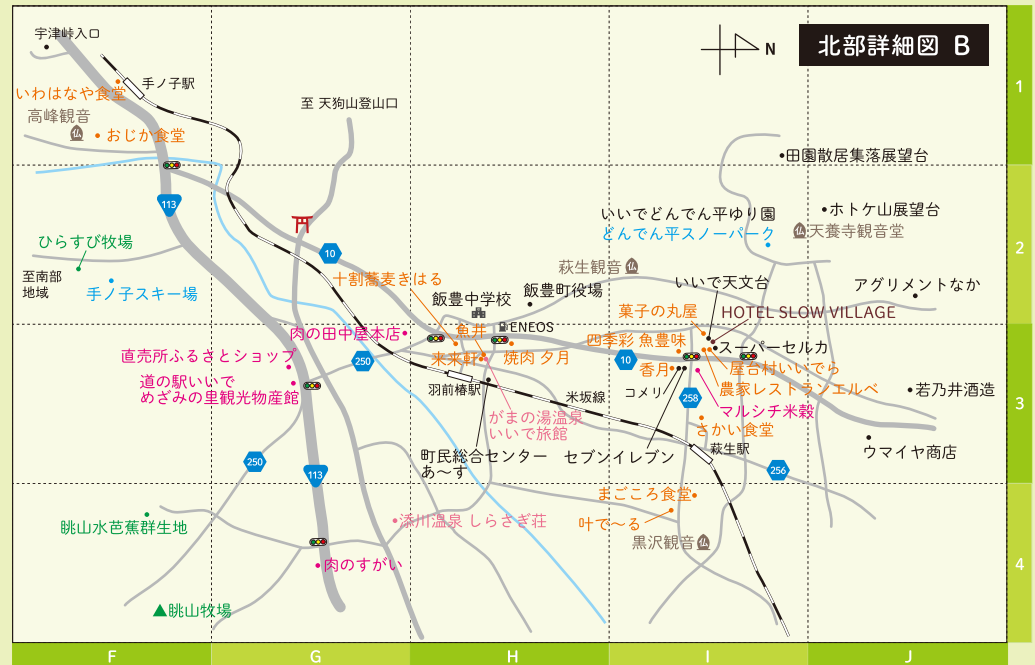 北部詳細図 B
N
宇津峠入口
手ノ子駅
いわはなや食堂
高峰観音
仏
おじか食堂
至 天狗山登山口
1
田園散居集落展望台
113
ひらすび牧場
至南部
地域
手ノ子スキー場
10
十割蕎麦きはる
飯豊中学校
飯豊町役場
萩生観音
仏
いいでどんでん平ゆり園
どんでん平スノーパーク
ホトケ山展望台
仏
天養寺観音堂
いいで天文台
アグリメントなか
菓子の丸屋
HOTEL SLOW VILLAGE
2
肉の田中屋本店
魚井
ENEOS
四季彩 魚豊味
スーパーセルカ
直売所ふるさとショップ
250
来来軒
焼肉 夕月
10
香月
屋台村いいでら
道の駅いいで
めざみの里観光物産館
羽前椿駅
米坂線
コメリ
258
農家レストランエルベ
若乃井酒造
マルシチ米穀
がまの湯温泉
いいで旅館
さかい食堂
3
250
113
町民総合センター
あ〜す
セブンイレブン
萩生駅
256
ウマイヤ商店
眺山水芭蕉群生地
添川温泉 しらさぎ荘
まごころ食堂
叶で〜る
黒沢観音
仏
肉のすがい
眺山牧場
4
F
G
H
I
J